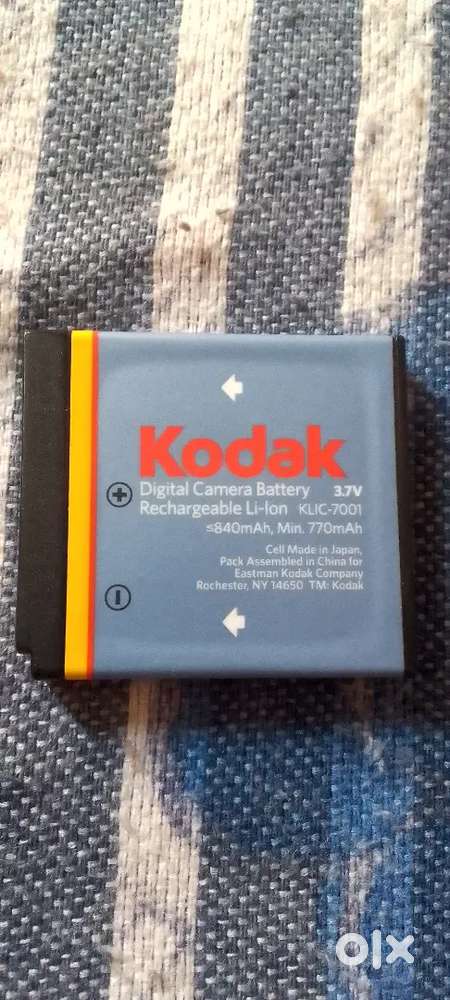 Kodak
Digital Camera Battery 3.7V
Rechargeable Li-Ion KLIC-7001
≤840mAh, Min. 770mAh
Cell Made in Japan,
Pack Assembled in China for
Eastman Kodak Company
Rochester, NY 14650 TM: Kodak
olx